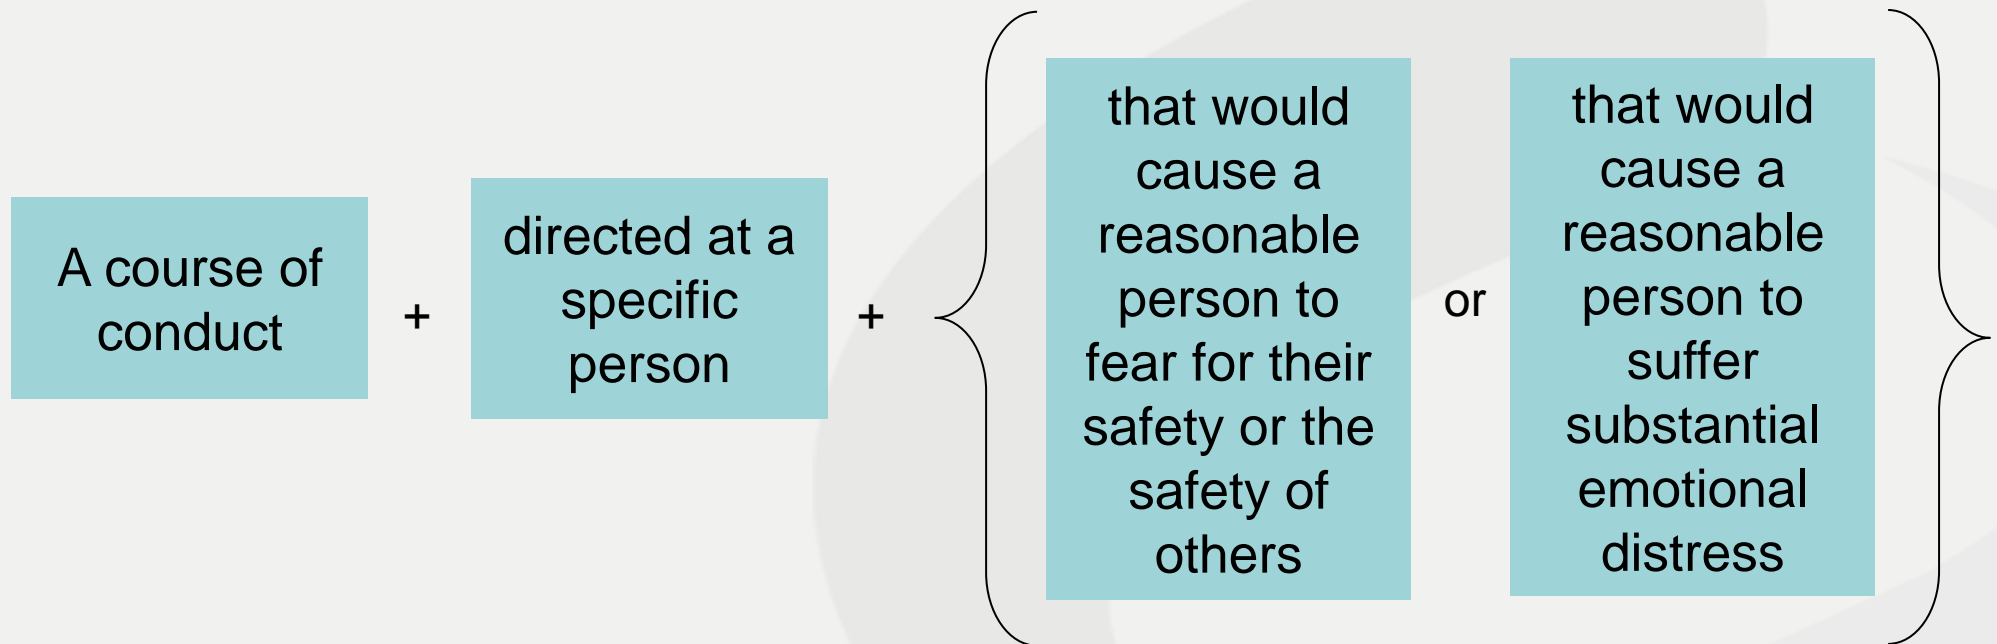 A course of
conduct
+
directed at a
specific
person
+
that would
cause a
reasonable
person to
fear for their
safety or the
safety of
others
or
that would
cause a
reasonable
person to
suffer
substantial
emotional
distress